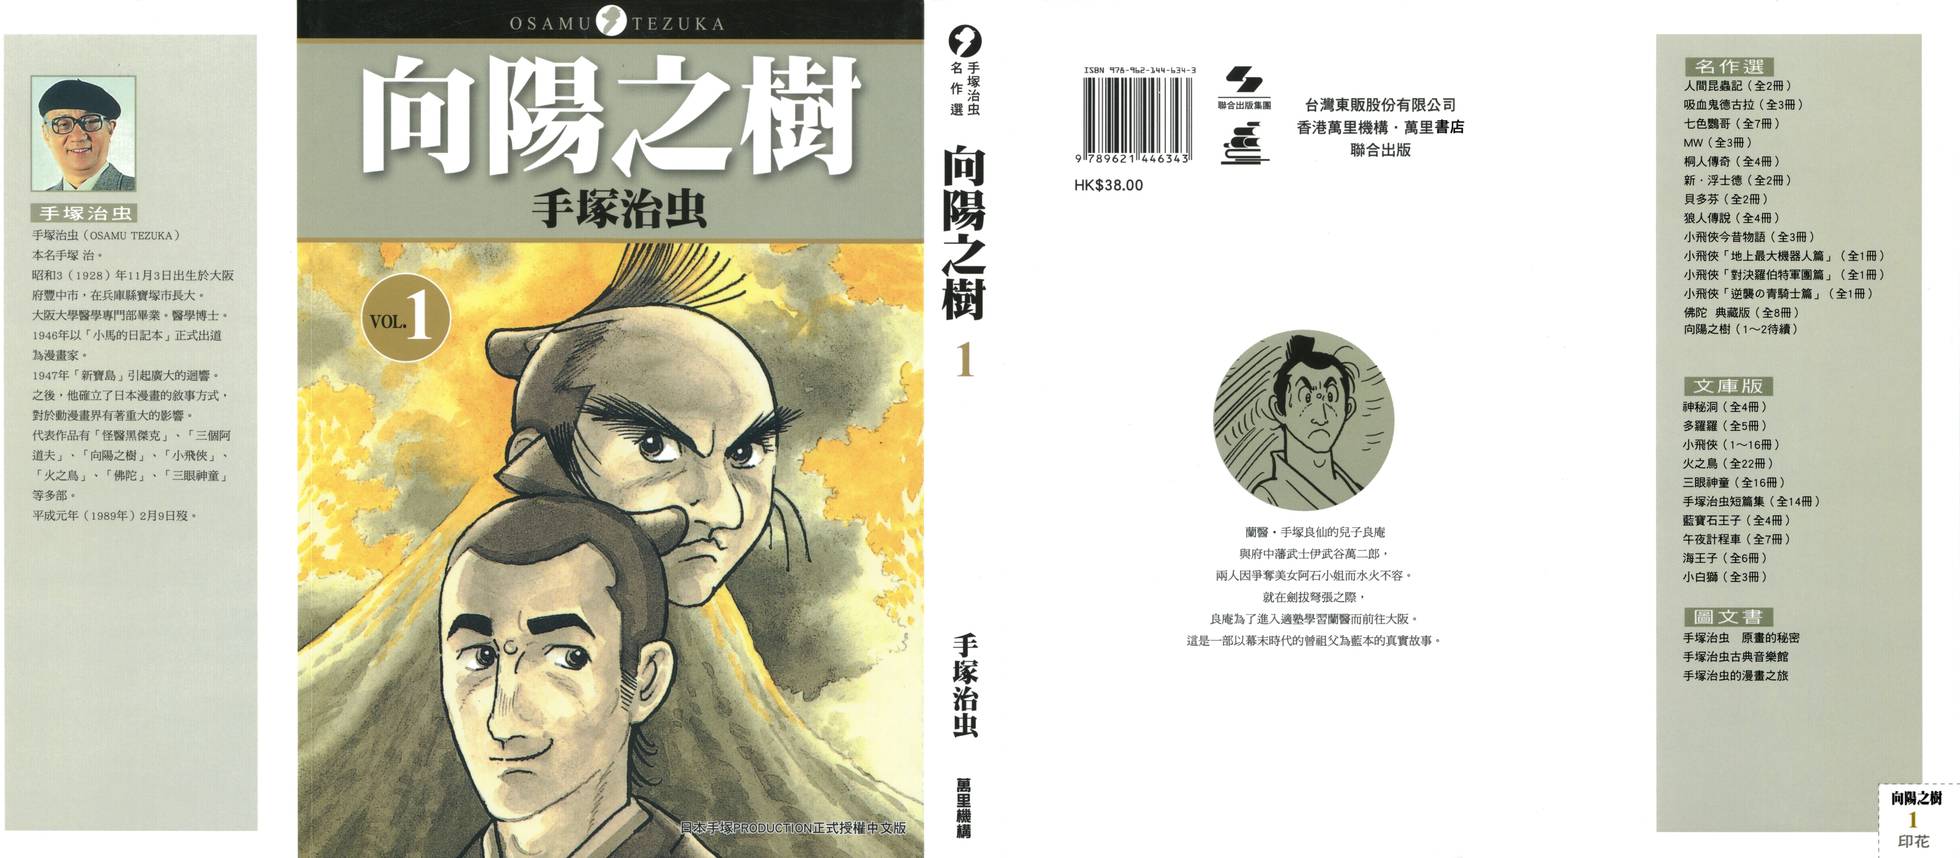 手塚治虫
手塚治虫（OSAMU TEZUKA）
本名手塚 治。
昭和3（1928）年11月3日出生於大阪
府豐中市，在兵庫縣寶塚市長大。
大阪大學醫學專門部畢業。醫學博士。
1946年以「小馬的日記本」正式出道
為漫畫家。
1947年「新寶島」引起廣大的迴響。
之後，他確立了日本漫畫的敘事方式，
對於動漫畫界有著重大的影響。
代表作品有「怪醫黑傑克」、「三個阿
道夫」、「向陽之樹」、「小飛俠」、
「火之鳥」、「佛陀」、「三眼神童」
等多部。
平成元年（1989年）2月9日歿。
OSAMU TEZUKA
向陽之樹
手塚治虫
VOL.1
日本手塚PRODUCTION正式授權中文版
手塚治虫
名作選
向陽之樹
1
手塚治虫
萬里機構
ISBN 978-962-144-634-3
9 789621 446343
HK$38.00
聯合出版集團
台灣東販股份有限公司
香港萬里機構・萬里書店
聯合出版
蘭醫・手塚良仙的兒子良庵
與府中藩武士伊武谷萬二郎，
兩人因爭奪美女阿石小姐而水火不容。
就在劍拔弩張之際，
良庵為了進入適塾學習蘭醫而前往大阪。
這是一部以幕末時代的曾祖父為藍本的真實故事。
名作選
人間昆蟲記（全2冊）
吸血鬼德古拉（全3冊）
七色鸚哥（全7冊）
MW（全3冊）
桐人傳奇（全4冊）
新・浮士德（全2冊）
貝多芬（全2冊）
狼人傳說（全4冊）
小飛俠今昔物語（全3冊）
小飛俠「地上最大機器人篇」（全1冊）
小飛俠「對決羅伯特軍團篇」（全1冊）
小飛俠「逆襲の青騎士篇」（全1冊）
佛陀 典藏版（全8冊）
向陽之樹（1～2待續）
文庫版
神秘洞（全4冊）
多羅羅（全5冊）
小飛俠（1～16冊）
火之鳥（全22冊）
三眼神童（全16冊）
手塚治虫短篇集（全14冊）
藍寶石王子（全4冊）
午夜計程車（全7冊）
海王子（全6冊）
小白獅（全3冊）
圖文書
手塚治虫 原畫的秘密
手塚治虫古典音樂館
手塚治虫的漫畫之旅
向陽之樹
1
印花